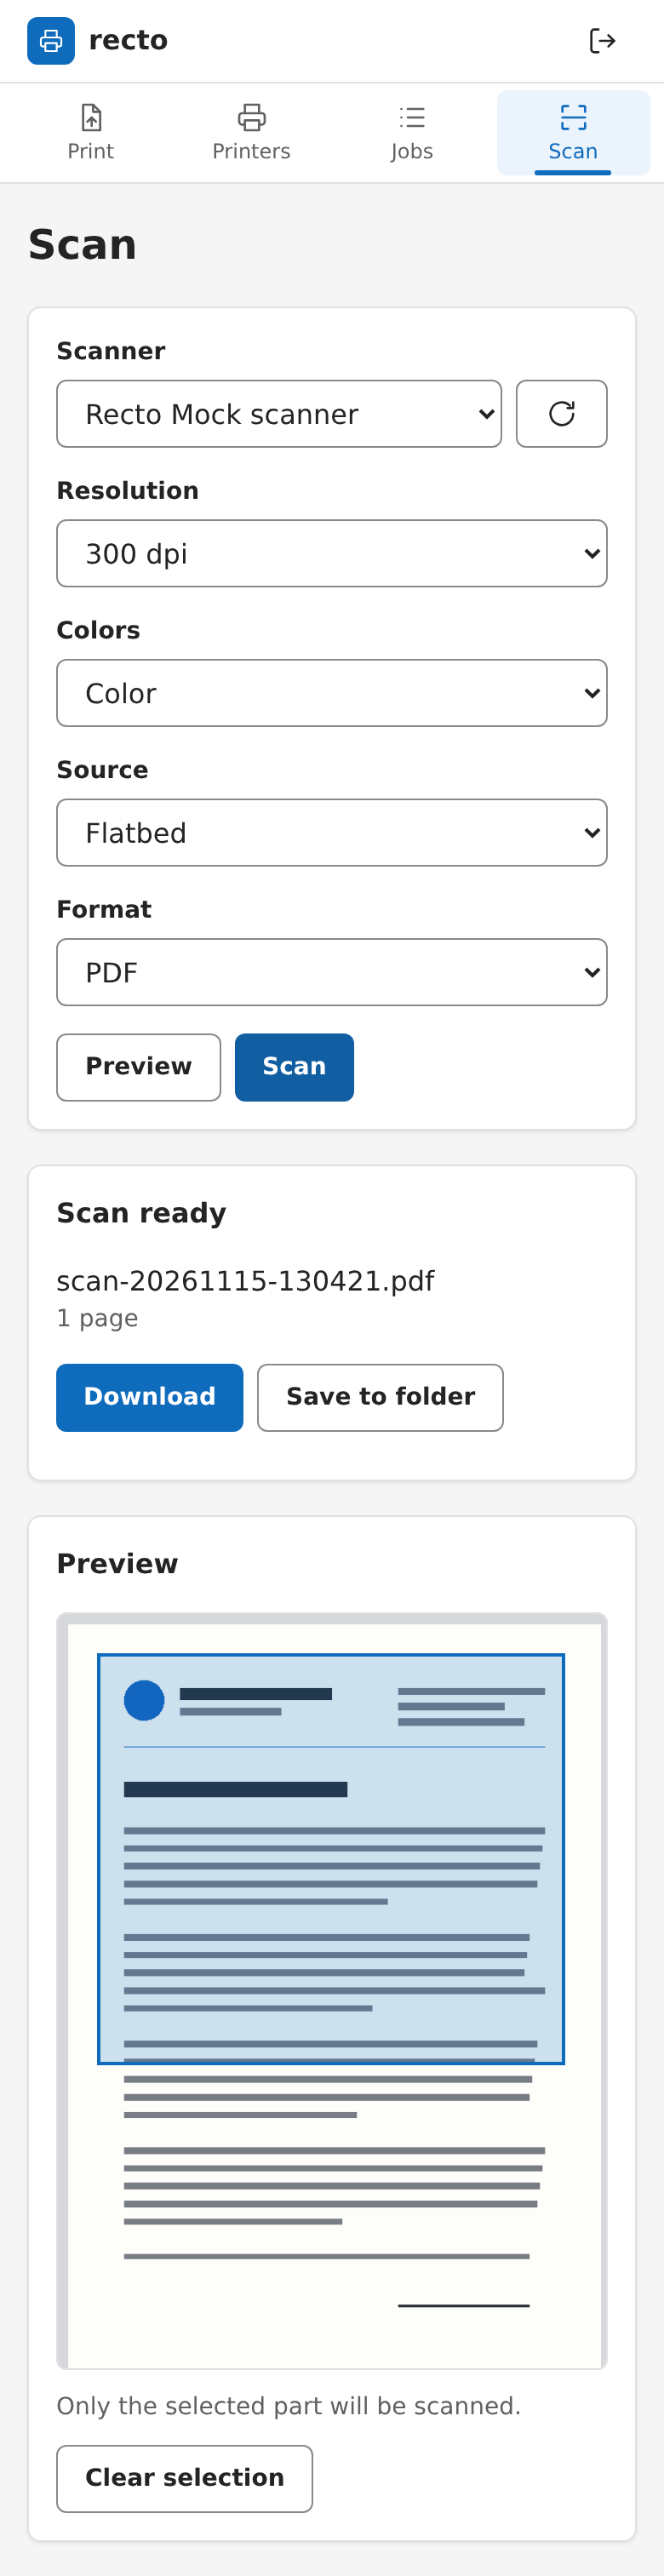 recto
Print
Printers
Jobs
Scan
Scan
Scanner
Recto Mock scanner
Resolution
300 dpi
Colors
Color
Source
Flatbed
Format
PDF
Preview
Scan
Scan ready
scan-20261115-130421.pdf
1 page
Download
Save to folder
Preview
Only the selected part will be scanned.
Clear selection